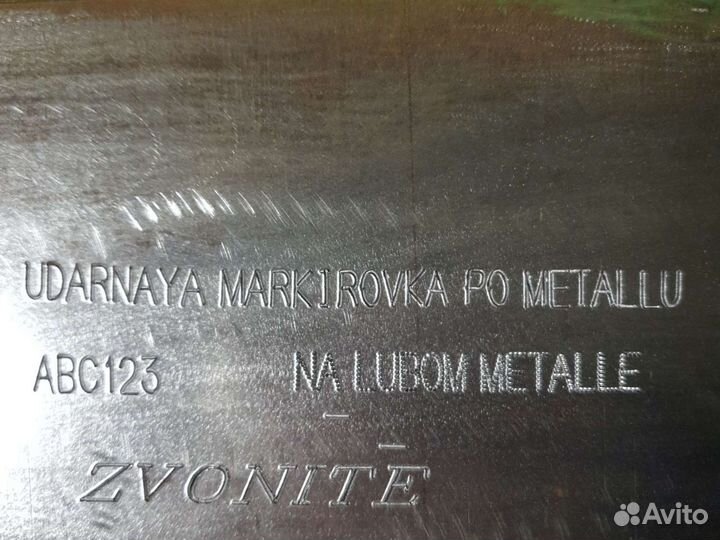 UDARNAYA MARKIROVKA PO METALLU
ABC123 NA LUBOM METALLE
ZVONITE
Avito